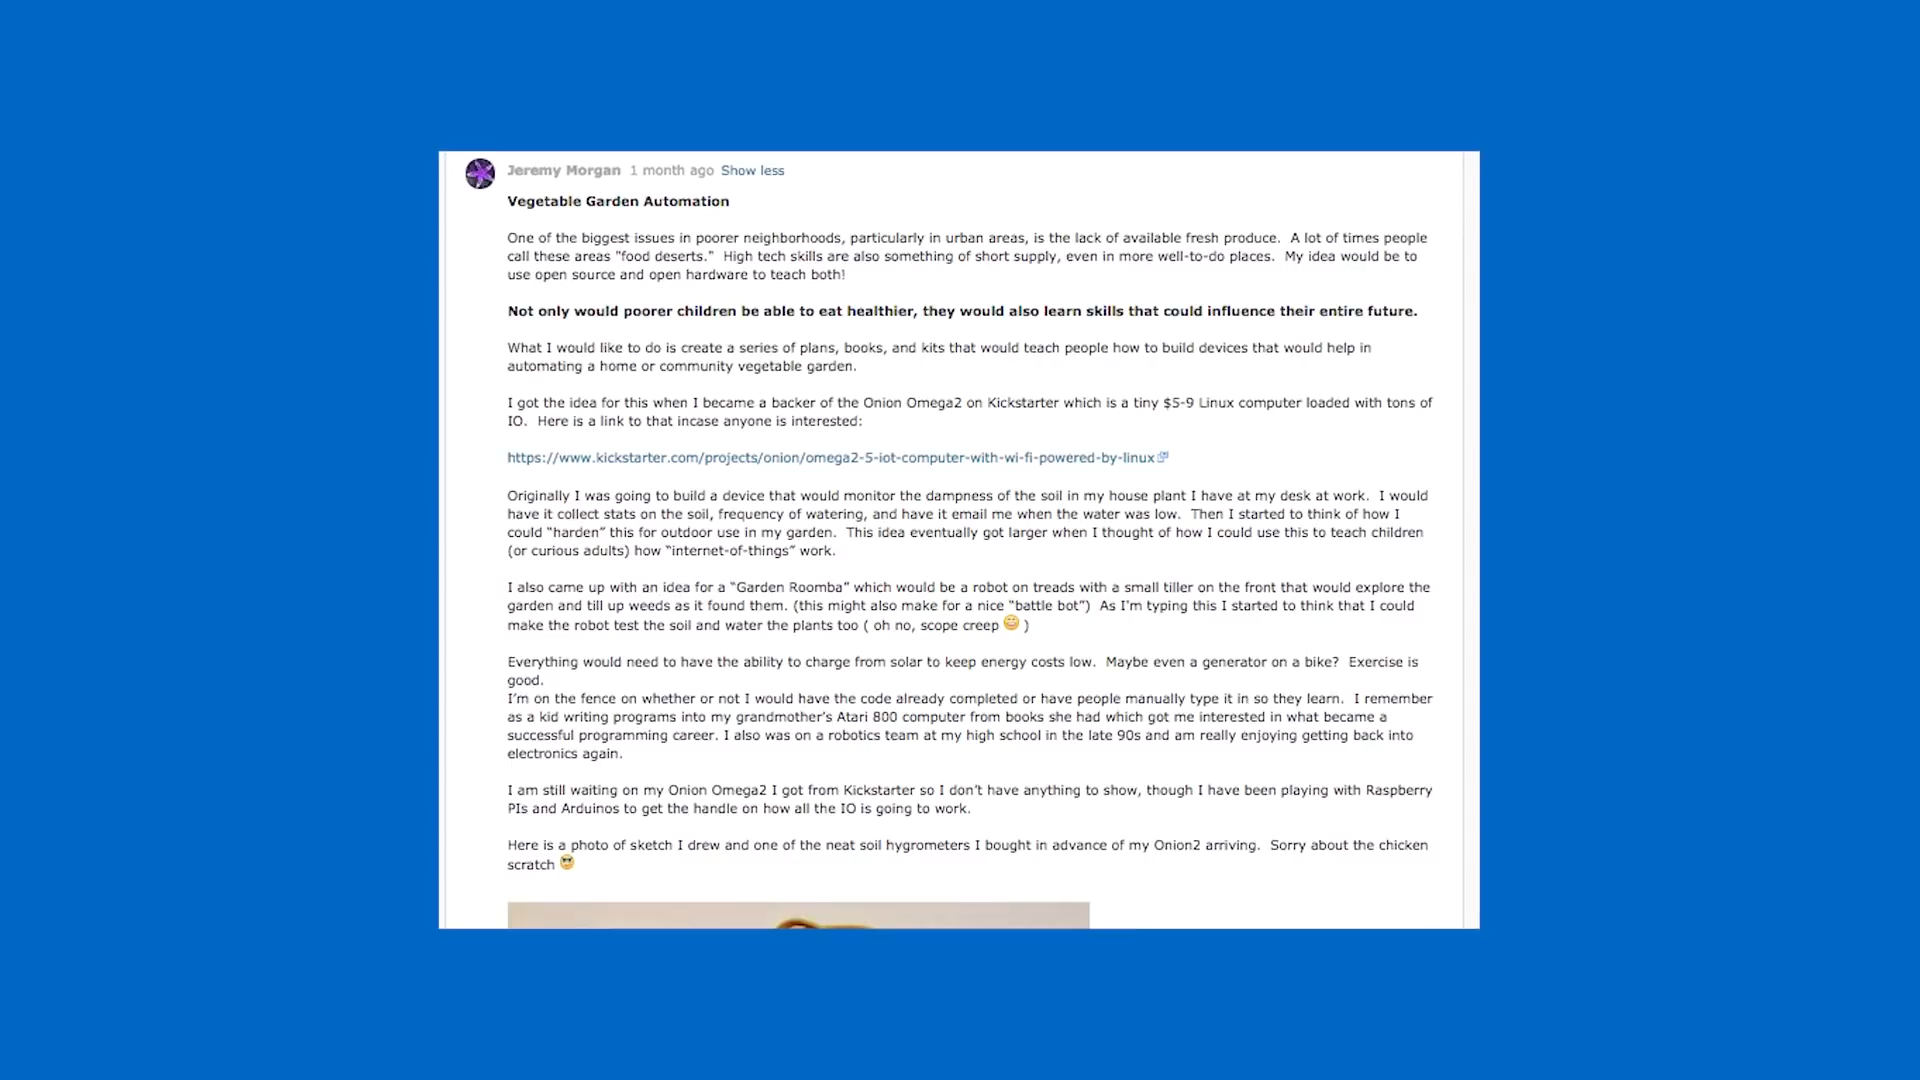 Jeremy Morgan 1 month ago Show less
Vegetable Garden Automation
One of the biggest issues in poorer neighborhoods, particularly in urban areas, is the lack of available fresh produce. A lot of times people
call these areas "food deserts." High tech skills are also something of short supply, even in more well-to-do places. My idea would be to
use open source and open hardware to teach both!
Not only would poorer children be able to eat healthier, they would also learn skills that could influence their entire future.
What I would like to do is create a series of plans, books, and kits that would teach people how to build devices that would help in
automating a home or community vegetable garden.
I got the idea for this when I became a backer of the Onion Omega2 on Kickstarter which is a tiny $5-9 Linux computer loaded with tons of
IO. Here is a link to that incase anyone is interested:
https://www.kickstarter.com/projects/onion/omega2-5-iot-computer-with-wi-fi-powered-by-linux
Originally I was going to build a device that would monitor the dampness of the soil in my house plant I have at my desk at work. I would
have it collect stats on the soil, frequency of watering, and have it email me when the water was low. Then I started to think of how I
could “harden” this for outdoor use in my garden. This idea eventually got larger when I thought of how I could use this to teach children
(or curious adults) how “internet-of-things” work.
I also came up with an idea for a “Garden Roomba” which would be a robot on treads with a small tiller on the front that would explore the
garden and till up weeds as it found them. (this might also make for a nice “battle bot”) As I'm typing this I started to think that I could
make the robot test the soil and water the plants too ( oh no, scope creep 😄 )
Everything would need to have the ability to charge from solar to keep energy costs low. Maybe even a generator on a bike? Exercise is
good.
I’m on the fence on whether or not I would have the code already completed or have people manually type it in so they learn. I remember
as a kid writing programs into my grandmother’s Atari 800 computer from books she had which got me interested in what became a
successful programming career. I also was on a robotics team at my high school in the late 90s and am really enjoying getting back into
electronics again.
I am still waiting on my Onion Omega2 I got from Kickstarter so I don’t have anything to show, though I have been playing with Raspberry
PIs and Arduinos to get the handle on how all the IO is going to work.
Here is a photo of sketch I drew and one of the neat soil hygrometers I bought in advance of my Onion2 arriving. Sorry about the chicken
scratch 😎